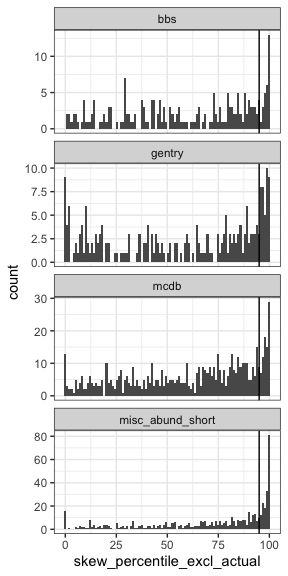 bbs
10
5
0
gentry
10.0
7.5
5.0
2.5
0.0
count
mcdb
30
20
10
0
misc_abund_short
80
60
40
20
0
0 25 50 75 100
skew_percentile_excl_actual